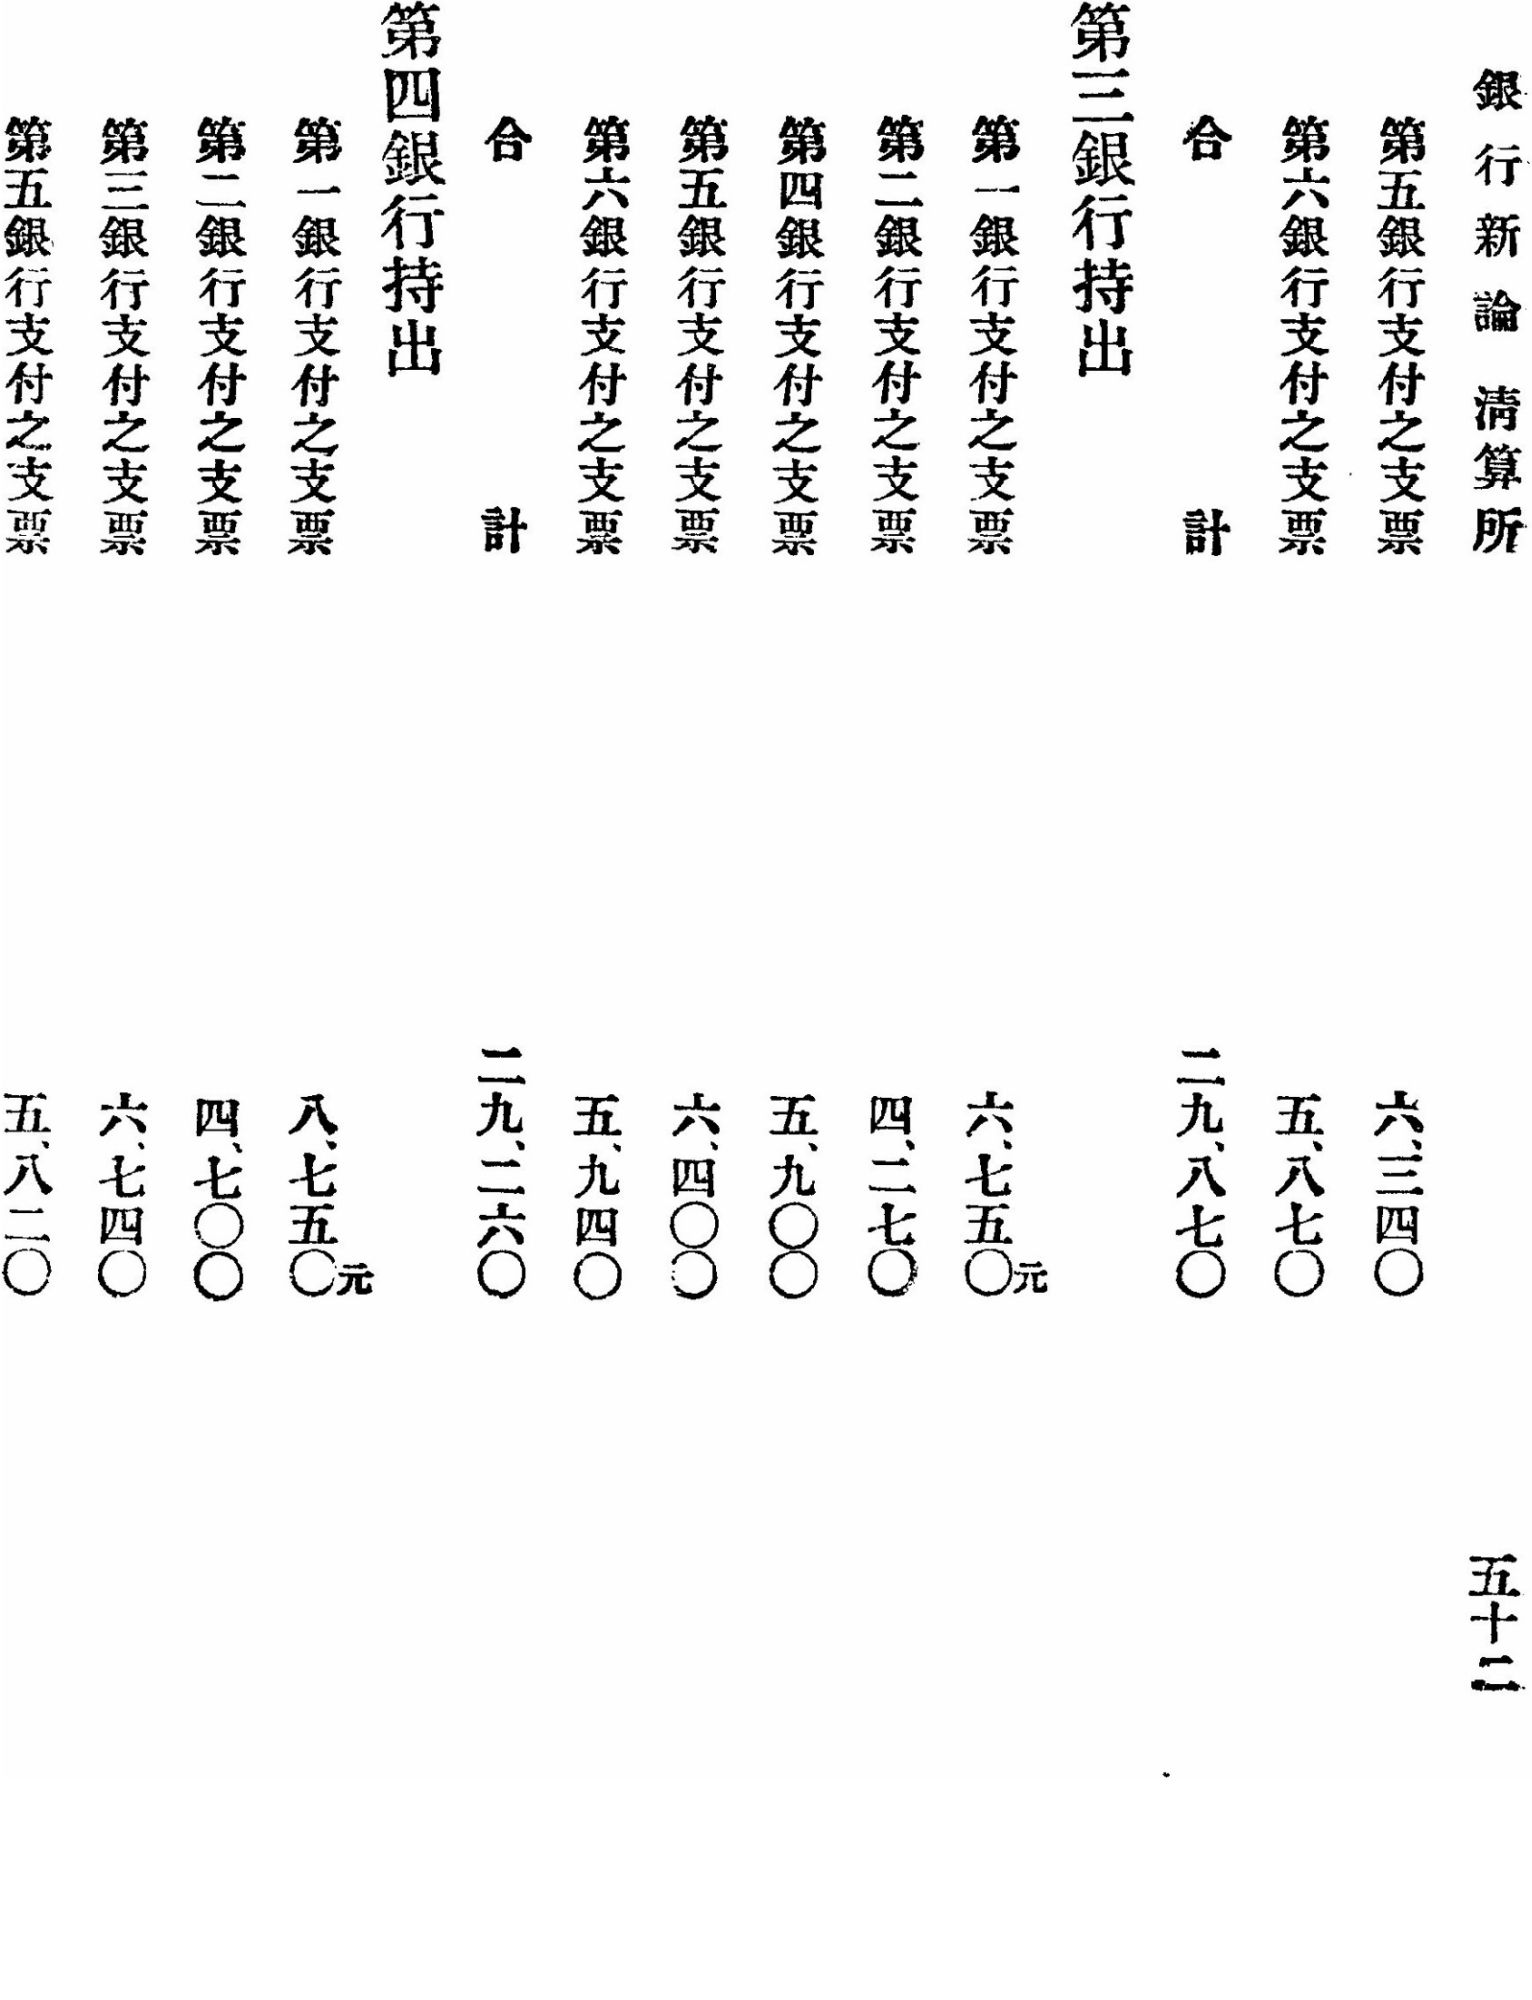 銀行新論　清算所　五十二
第五銀行支付之支票　六、三四〇
第六銀行支付之支票　五、八七〇
合計　二九、八七〇
第三銀行持出
第一銀行支付之支票　六、七五〇元
第二銀行支付之支票　四、二七〇
第四銀行支付之支票　五、九〇〇
第五銀行支付之支票　六、四〇〇
第六銀行支付之支票　五、九四〇
合計　二九、二六〇
第四銀行持出
第一銀行支付之支票　八、七五〇元
第二銀行支付之支票　四、七〇〇
第三銀行支付之支票　六、七四〇
第五銀行支付之支票　五、八二〇